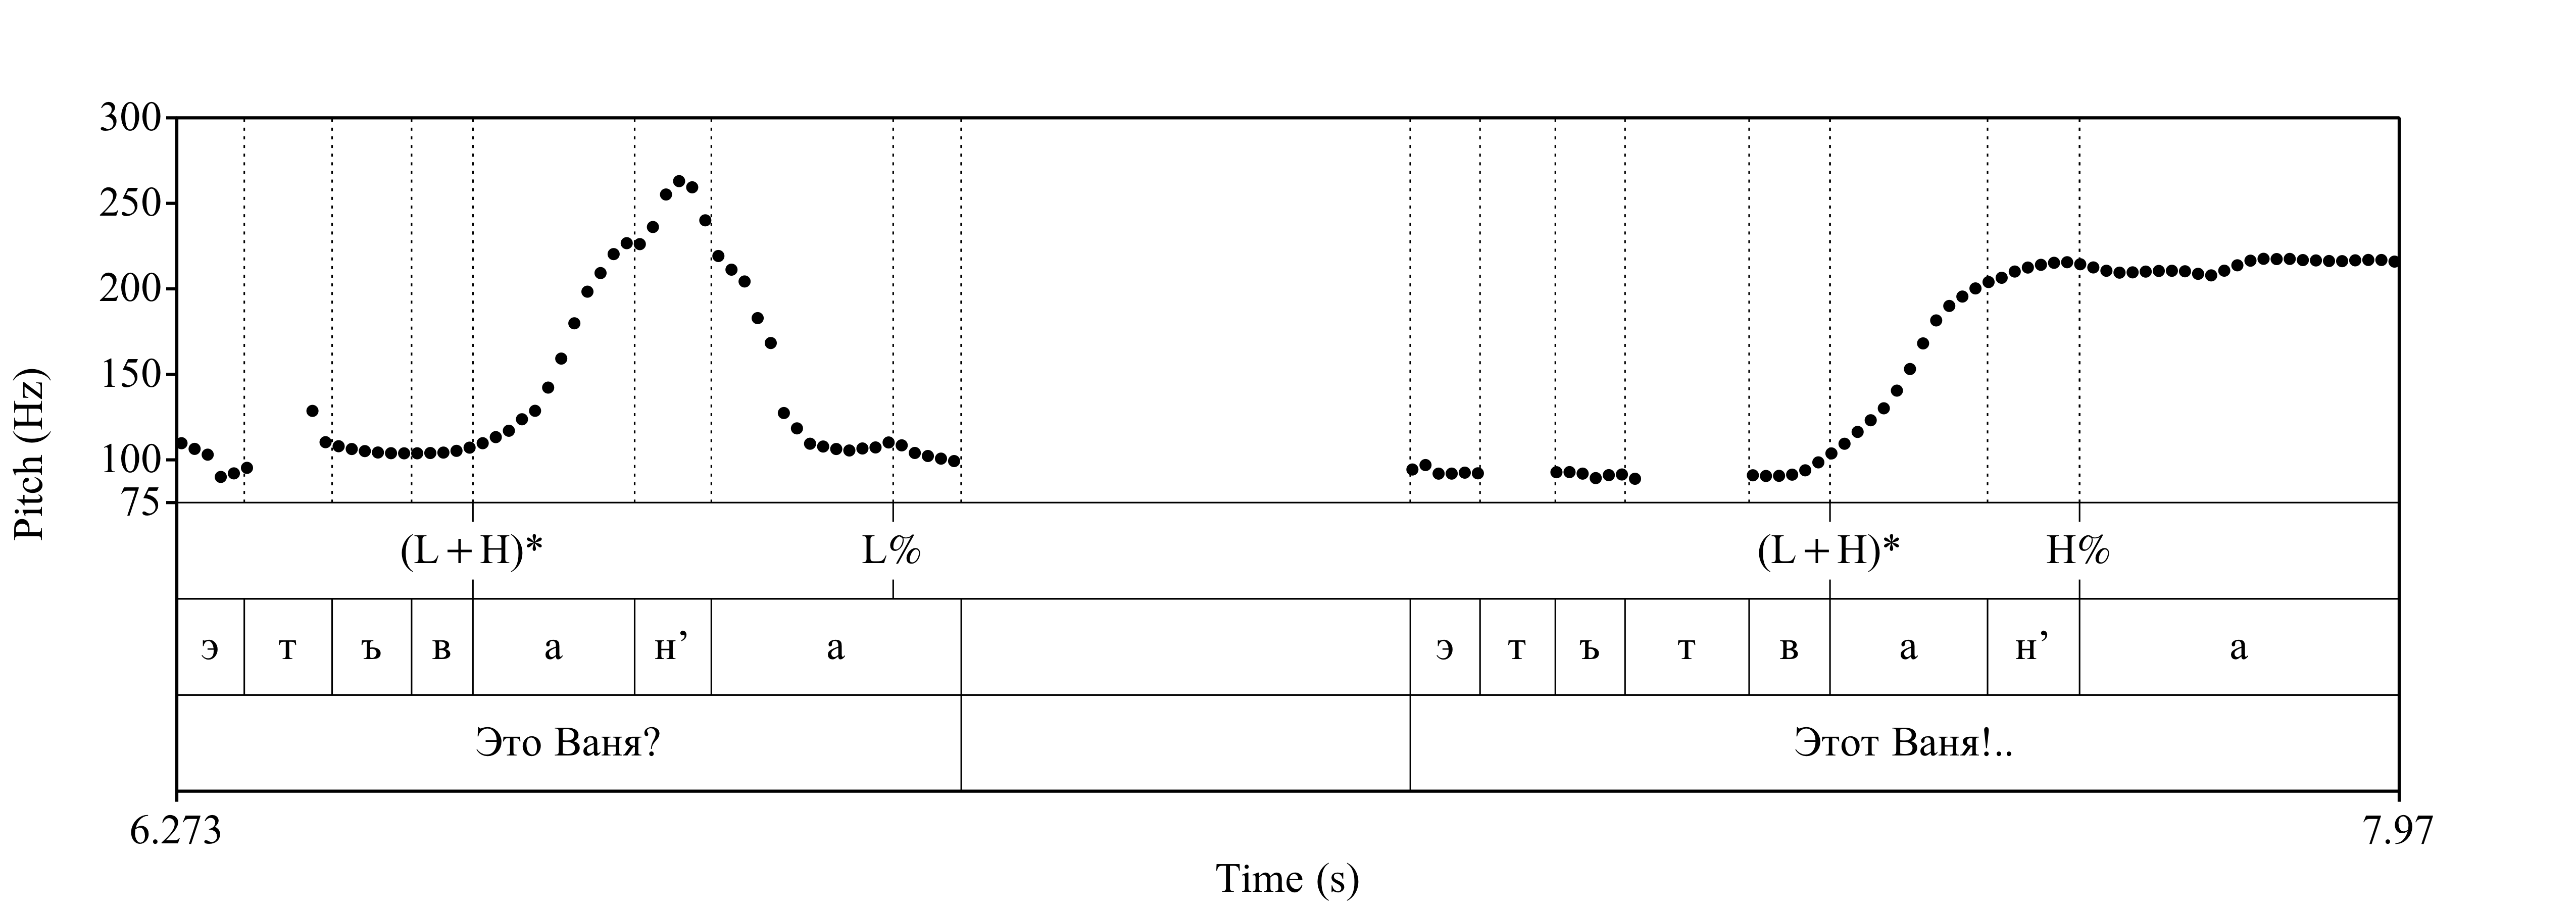 300
250
200
150
100
75
Pitch (Hz)
(L + H)* L% (L + H)* H%
э т ъ в а н’ а э т ъ т в а н’ а
Это Ваня? Этот Ваня!..
6.273 7.97
Time (s)